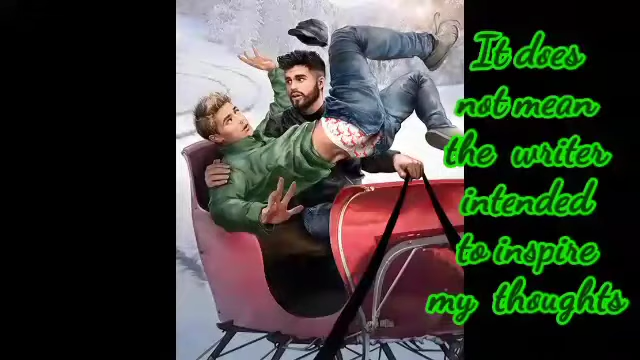 It does
not mean
the writer
intended
to inspire
my thoughts